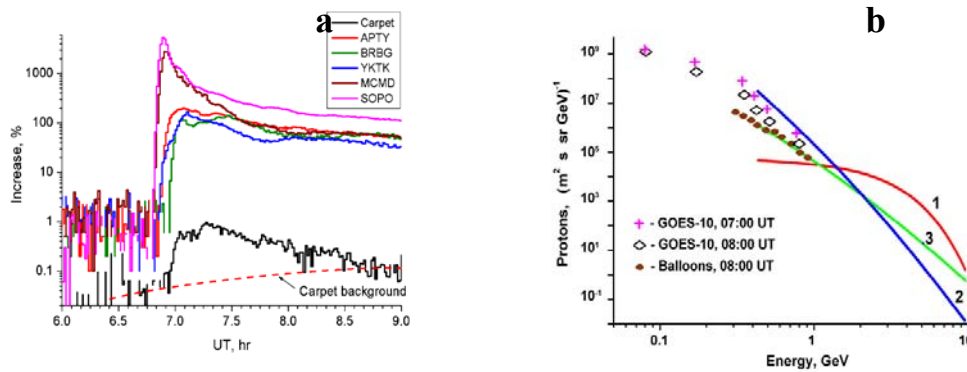 a
Carpet
APTY
BRBG
YKTK
MCMD
SOPO
Increase, %
1000
100
10
1
0.1
Carpet background
6.0 6.5 7.0 7.5 8.0 8.5 9.0
UT, hr
b
Protons, (m² s sr GeV)⁻¹
10⁹
10⁷
10⁵
10³
10¹
10⁻¹
1
3
2
- GOES-10, 07:00 UT
- GOES-10, 08:00 UT
- Balloons, 08:00 UT
0.1 1 10
Energy, GeV